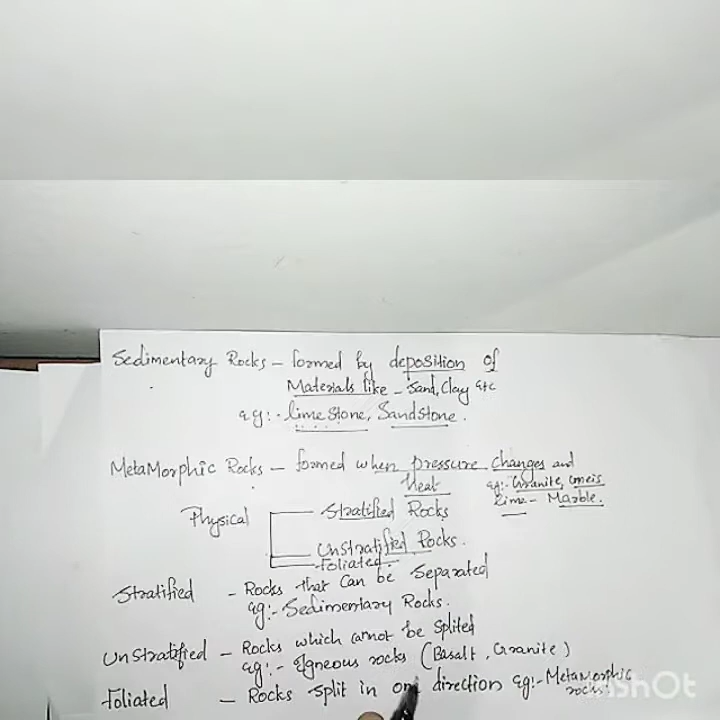 Sedimentary Rocks - formed by deposition of
Materials like - Sand, Clay etc
eg:- limestone, Sandstone.
MetaMorphic Rocks - formed when pressure changes and
heat
eg:- Granite, Gneis
Lime - Marble.
Physical
Stratified Rocks
Unstratified Rocks.
Foliated
Stratified - Rocks that can be Separated
eg:- Sedimentary Rocks.
Unstratified - Rocks which cannot be splited
eg:- Igneous rocks (Basalt, Granite)
Foliated - Rocks split in one direction eg:- Metamorphic
rocks.
shOt